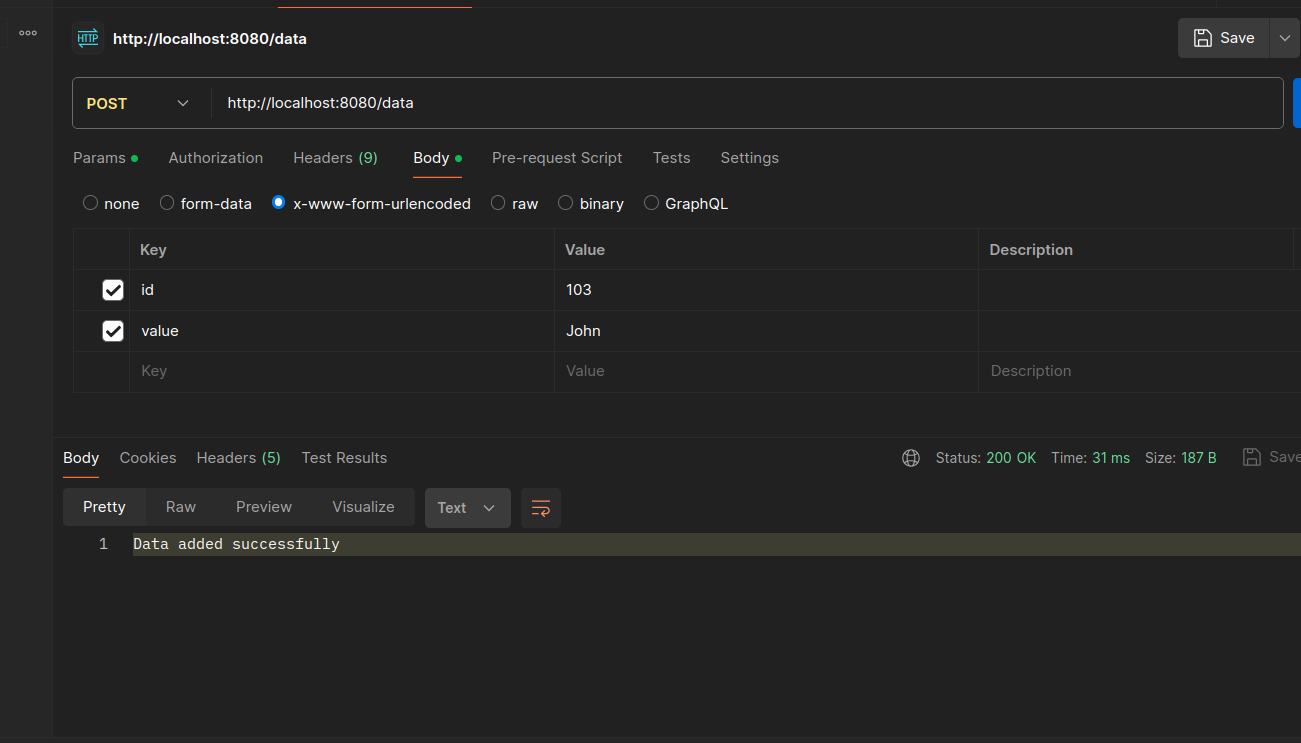 HTTP http://localhost:8080/data Save
POST http://localhost:8080/data
Params Authorization Headers (9) Body Pre-request Script Tests Settings
none form-data x-www-form-urlencoded raw binary GraphQL
Key Value Description
id 103
value John
Key Value Description
Body Cookies Headers (5) Test Results Status: 200 OK Time: 31 ms Size: 187 B Save
Pretty Raw Preview Visualize Text
1 Data added successfully